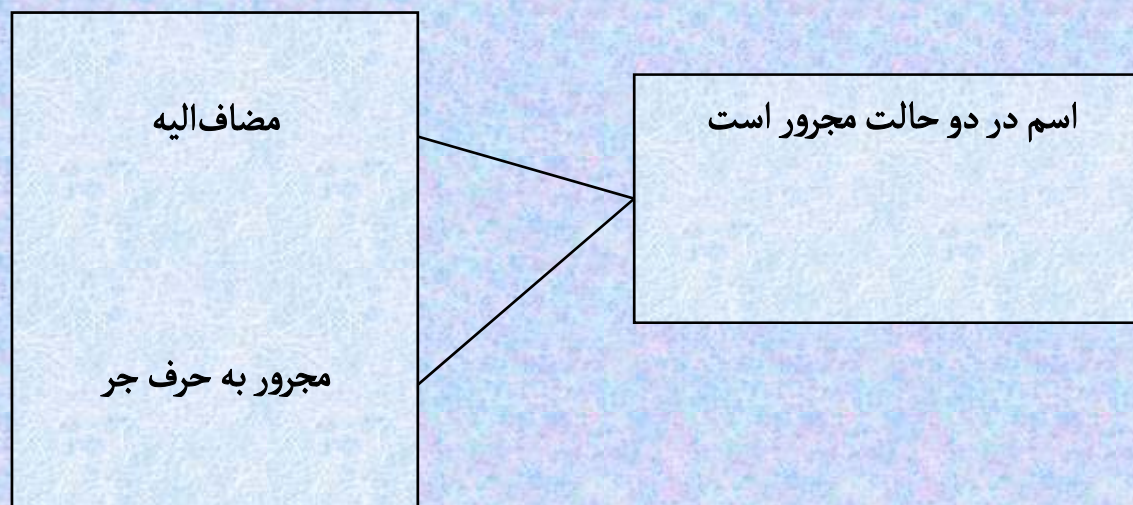 اسم در دو حالت مجرور است
مضاف‌الیه
مجرور به حرف جر